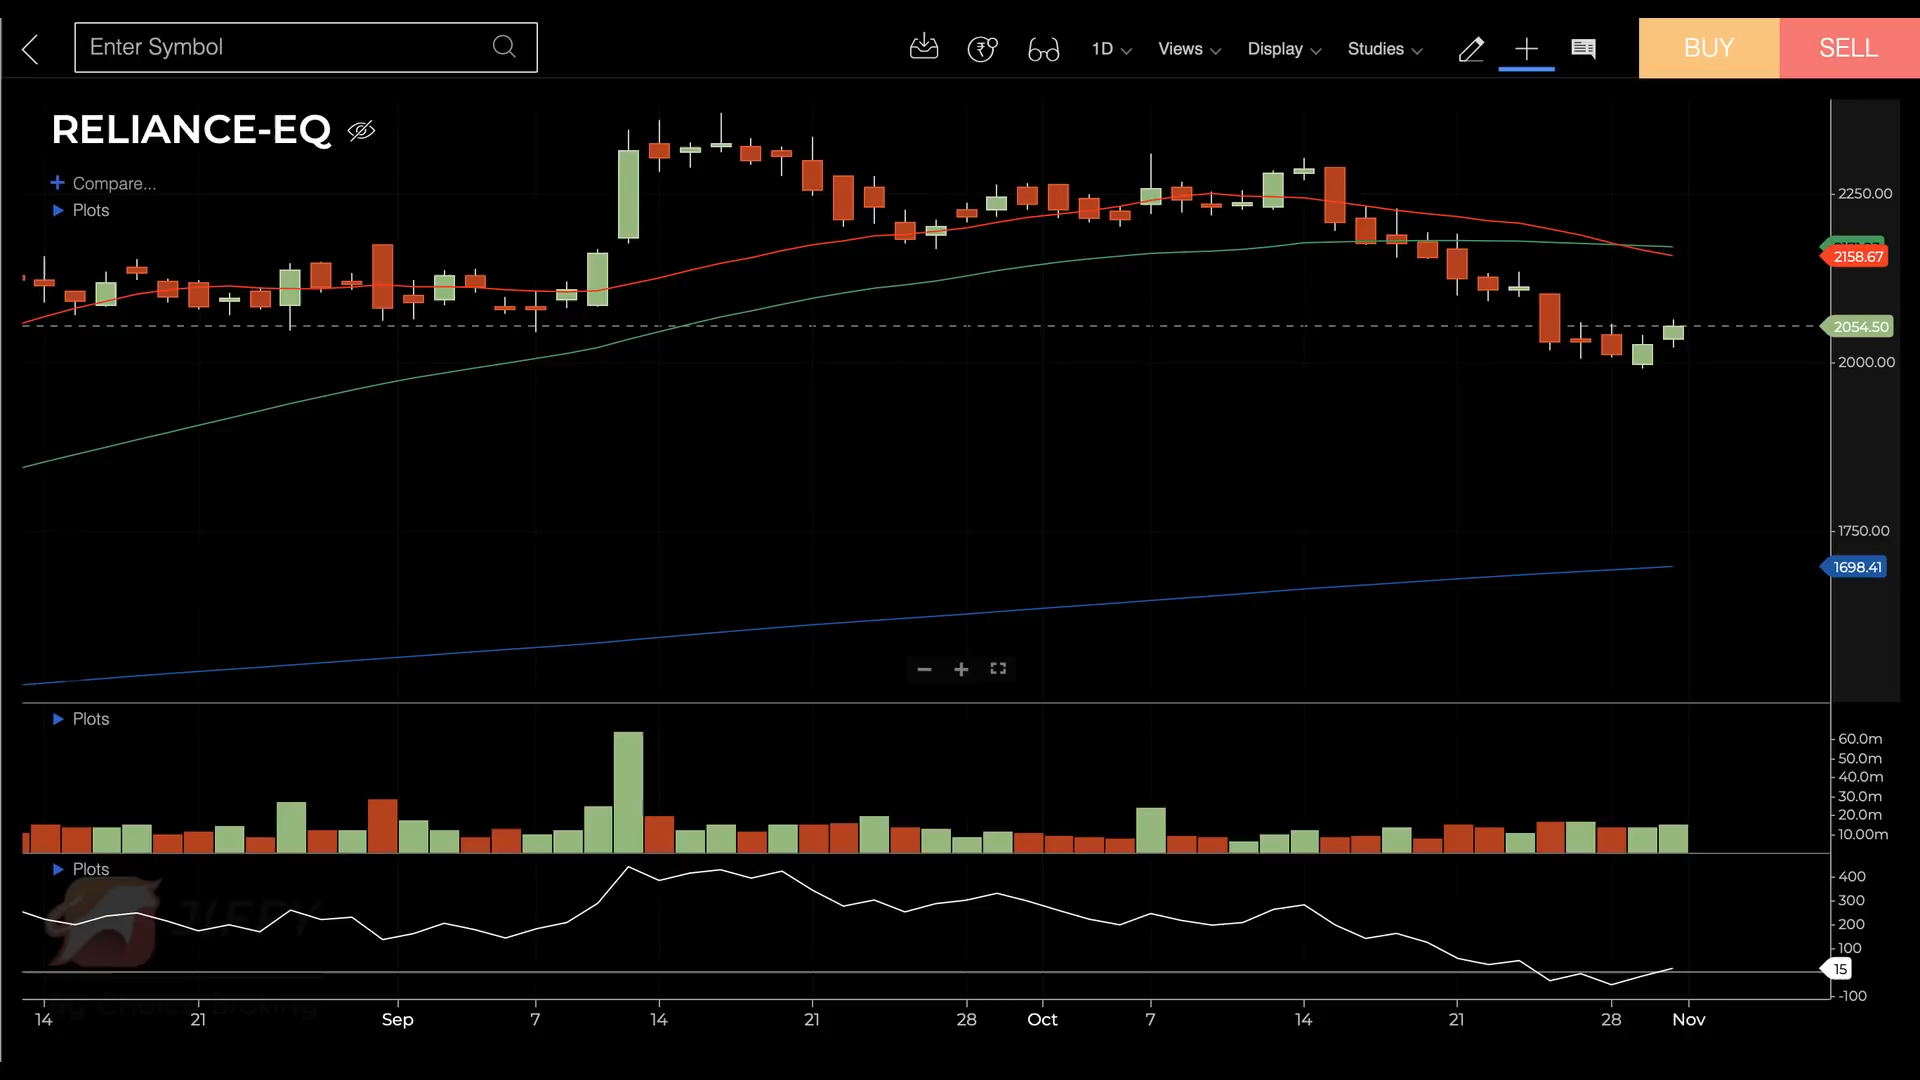 Enter Symbol
1D
Views
Display
Studies
BUY
SELL
RELIANCE-EQ
Compare...
Plots
2250.00
2158.67
2054.50
2000.00
1750.00
1698.41
Plots
60.0m
50.0m
40.0m
30.0m
20.0m
10.00m
Plots
400
300
200
100
15
-100
14 21 Sep 7 14 21 28 Oct 7 14 21 28 Nov